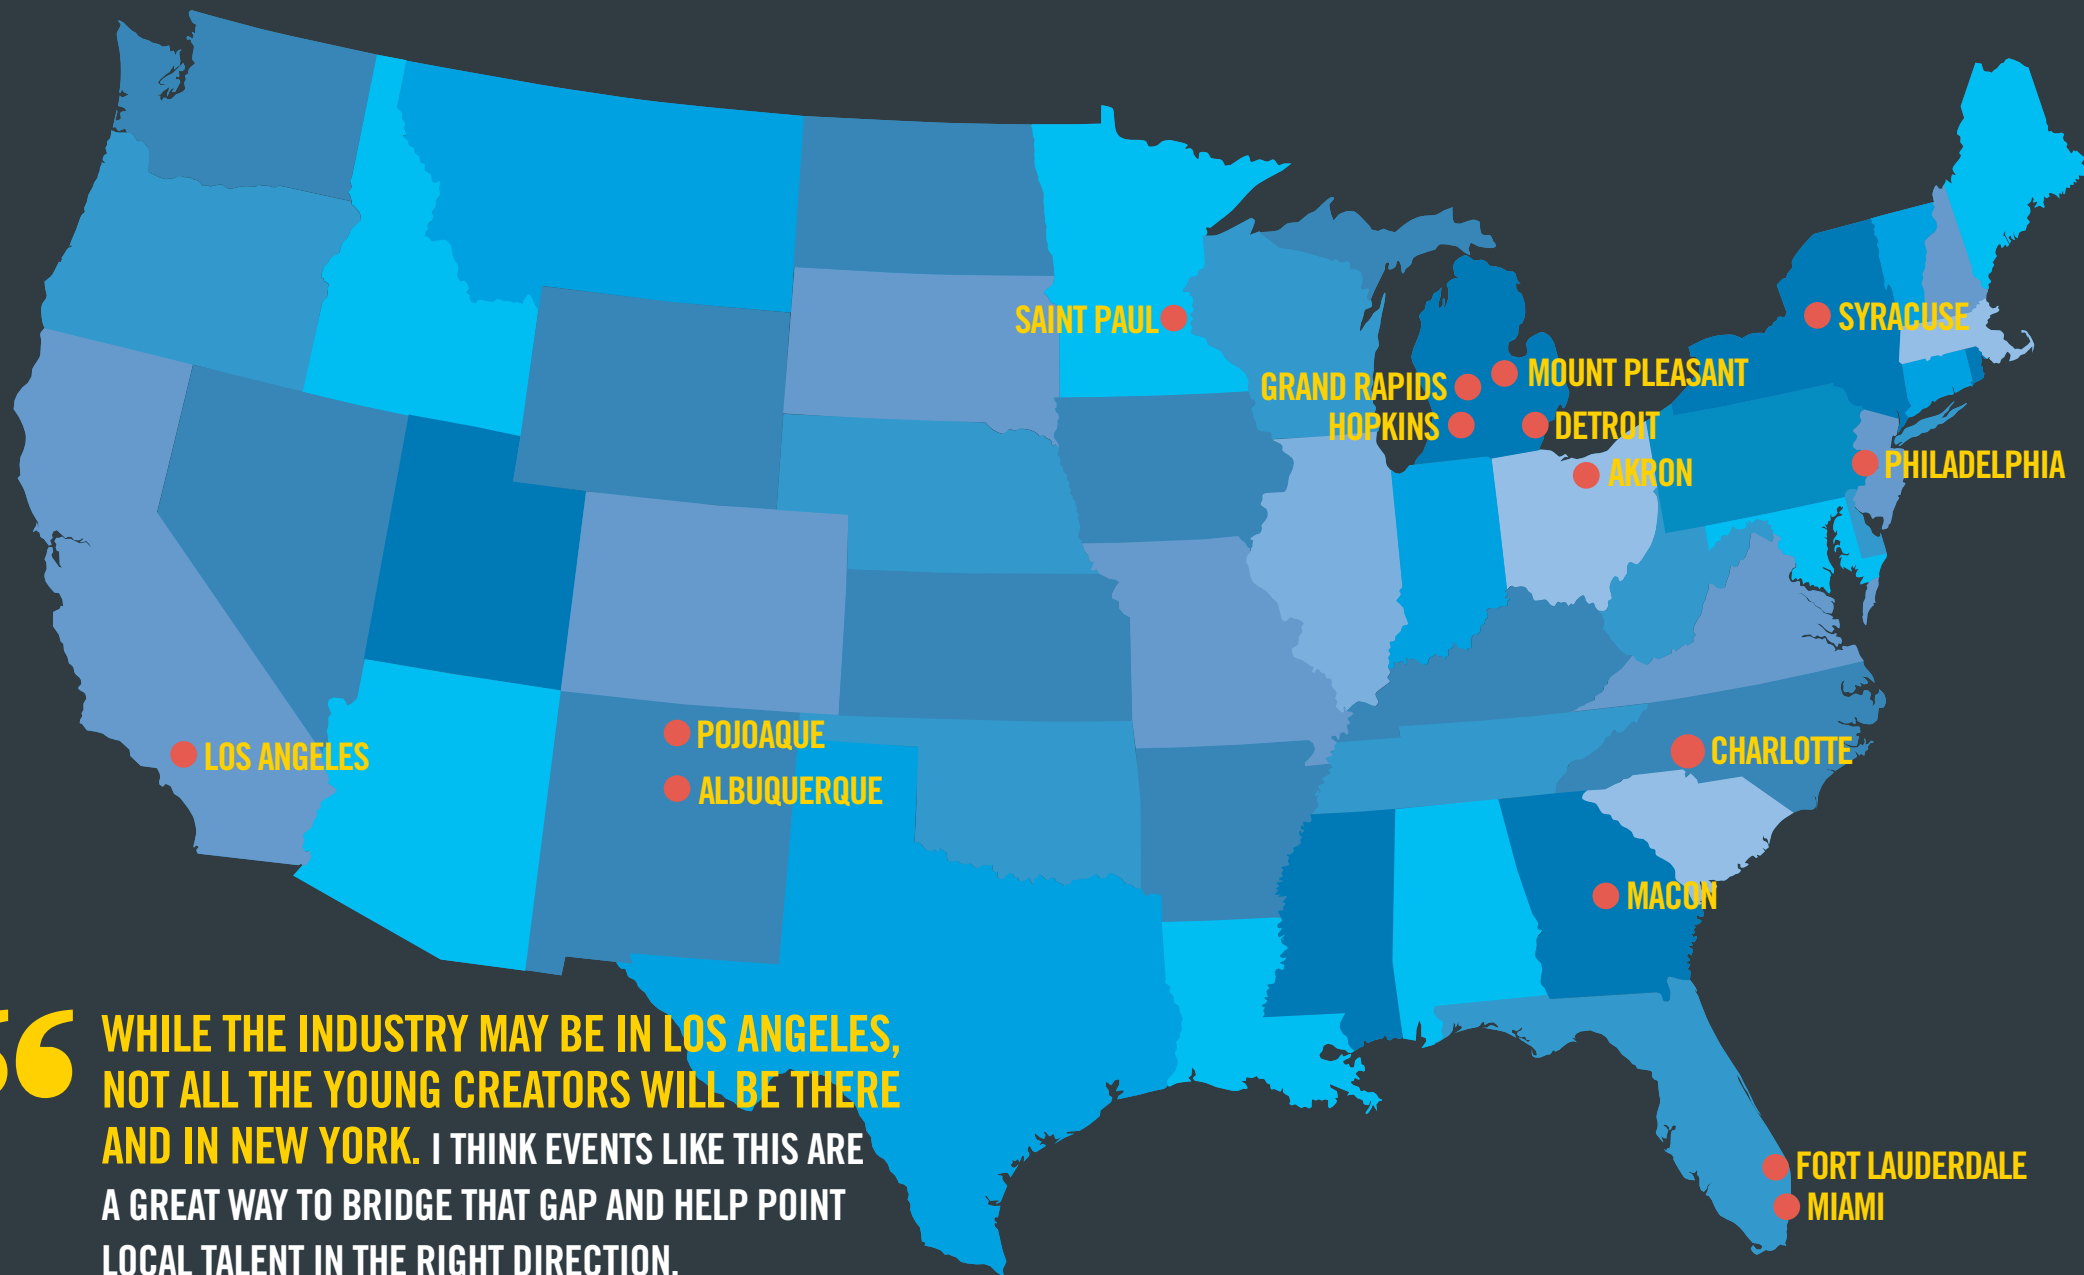 SAINT PAUL
SYRACUSE
MOUNT PLEASANT
GRAND RAPIDS
HOPKINS
DETROIT
AKRON
PHILADELPHIA
POJOAQUE
LOS ANGELES
CHARLOTTE
ALBUQUERQUE
MACON
“
WHILE THE INDUSTRY MAY BE IN LOS ANGELES,
NOT ALL THE YOUNG CREATORS WILL BE THERE
AND IN NEW YORK. I THINK EVENTS LIKE THIS ARE
A GREAT WAY TO BRIDGE THAT GAP AND HELP POINT
LOCAL TALENT IN THE RIGHT DIRECTION.
FORT LAUDERDALE
MIAMI